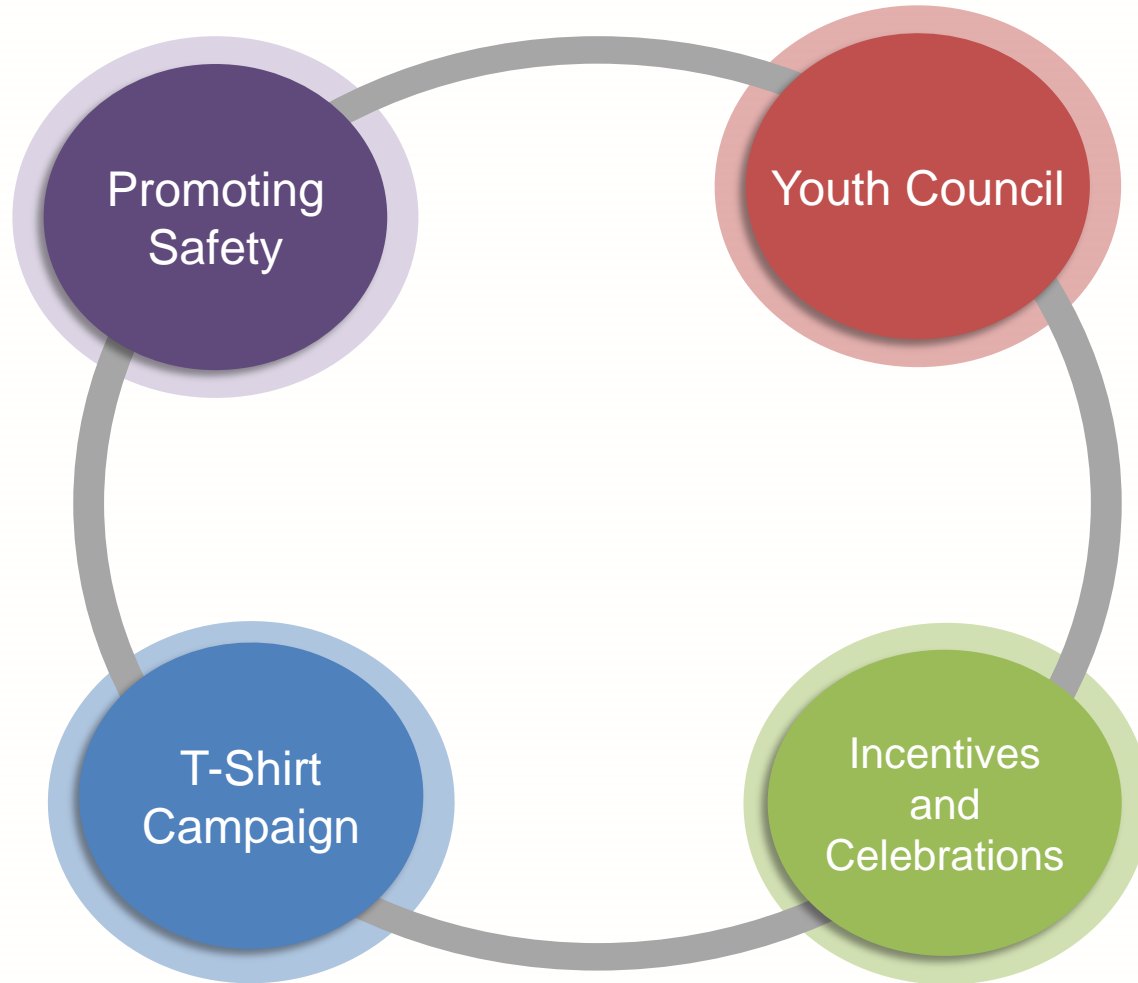 Promoting
Safety
Youth Council
T-Shirt
Campaign
Incentives
and
Celebrations